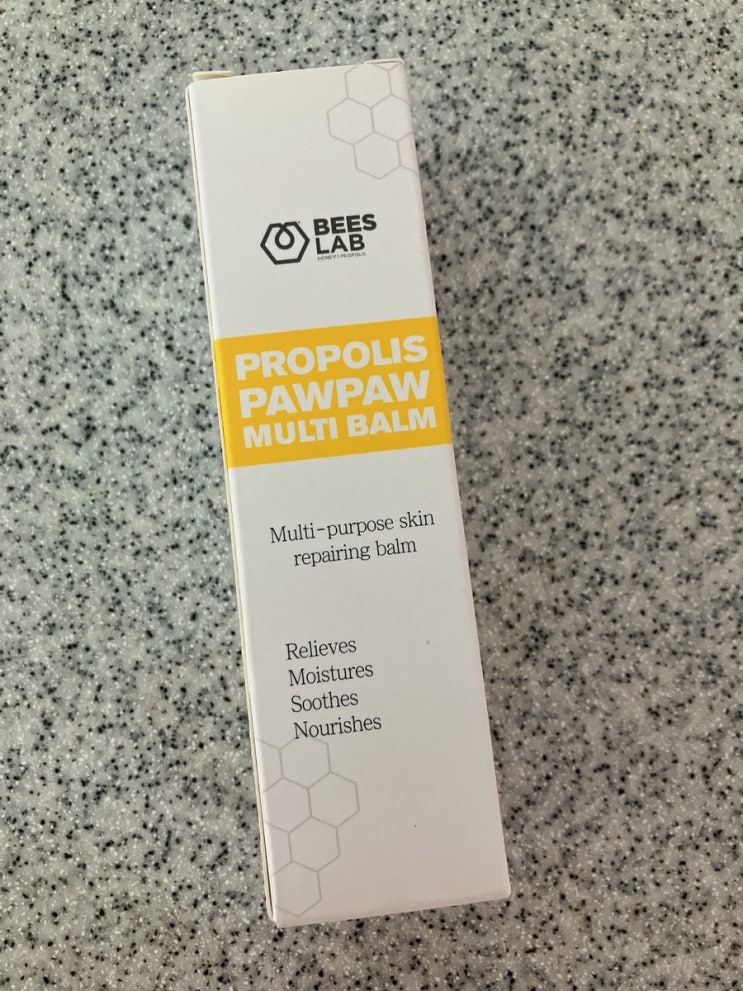 BEES
LAB
HONEY | PROPOLIS
PROPOLIS
PAWPAW
MULTI BALM
Multi-purpose skin
repairing balm
Relieves
Moistures
Soothes
Nourishes